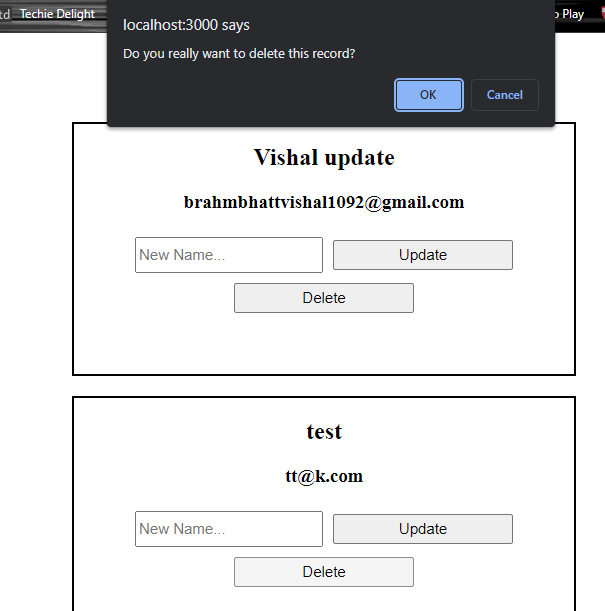 td Techie Delight
Play
localhost:3000 says
Do you really want to delete this record?
OK Cancel
Vishal update
brahmbhattvishal1092@gmail.com
New Name... Update
Delete
test
tt@k.com
New Name... Update
Delete